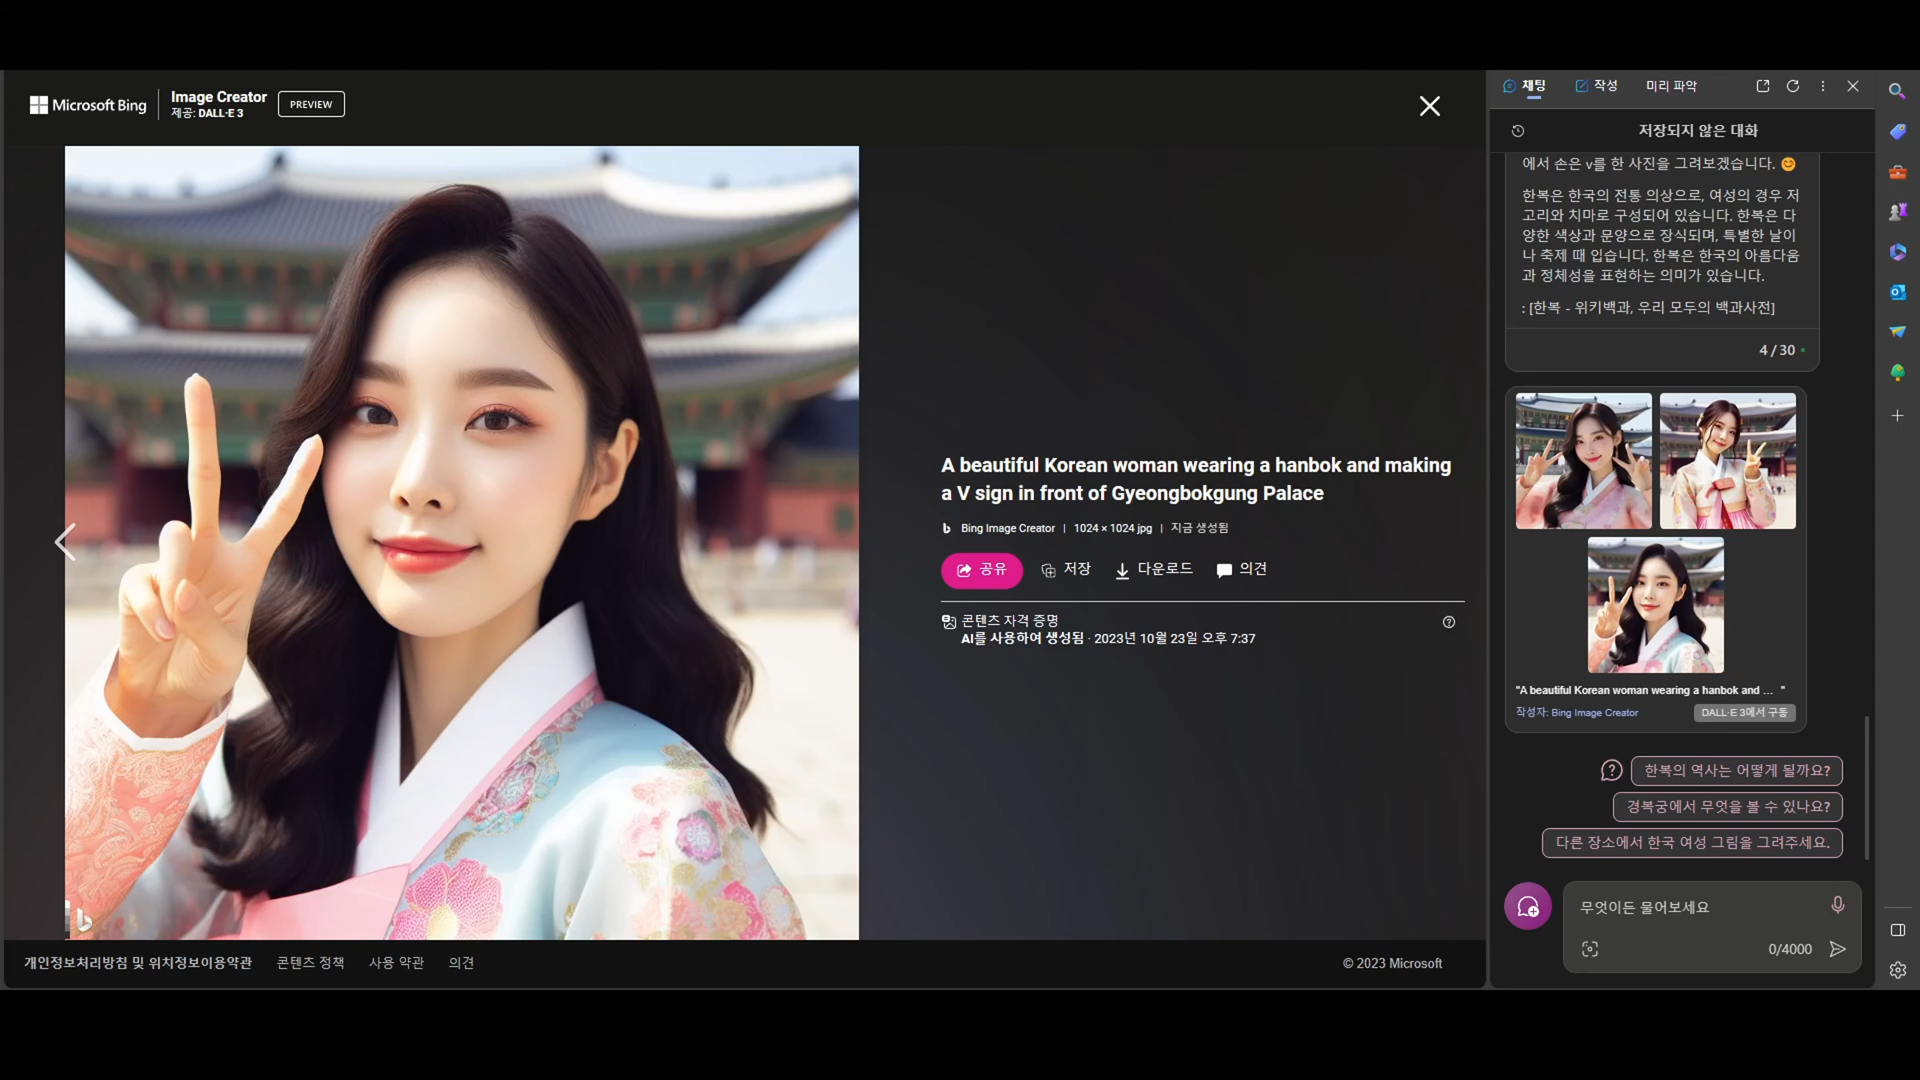 Microsoft Bing
Image Creator
제공: DALL·E 3
PREVIEW
A beautiful Korean woman wearing a hanbok and making
a V sign in front of Gyeongbokgung Palace
Bing Image Creator | 1024 × 1024 jpg | 지금 생성됨
공유
저장
다운로드
의견
콘텐츠 자격 증명
AI를 사용하여 생성됨 · 2023년 10월 23일 오후 7:37
개인정보처리방침 및 위치정보이용약관
콘텐츠 정책
사용 약관
의견
© 2023 Microsoft
채팅
작성
미리 파악
저장되지 않은 대화
에서 손은 v를 한 사진을 그려보겠습니다. 😊
한복은 한국의 전통 의상으로, 여성의 경우 저
고리와 치마로 구성되어 있습니다. 한복은 다
양한 색상과 문양으로 장식되며, 특별한 날이
나 축제 때 입습니다. 한복은 한국의 아름다움
과 정체성을 표현하는 의미가 있습니다.
: [한복 - 위키백과, 우리 모두의 백과사전]
4 / 30
"A beautiful Korean woman wearing a hanbok and ... "
작성자: Bing Image Creator
DALL·E 3에서 구동
한복의 역사는 어떻게 될까요?
경복궁에서 무엇을 볼 수 있나요?
다른 장소에서 한국 여성 그림을 그려주세요.
무엇이든 물어보세요
0/4000